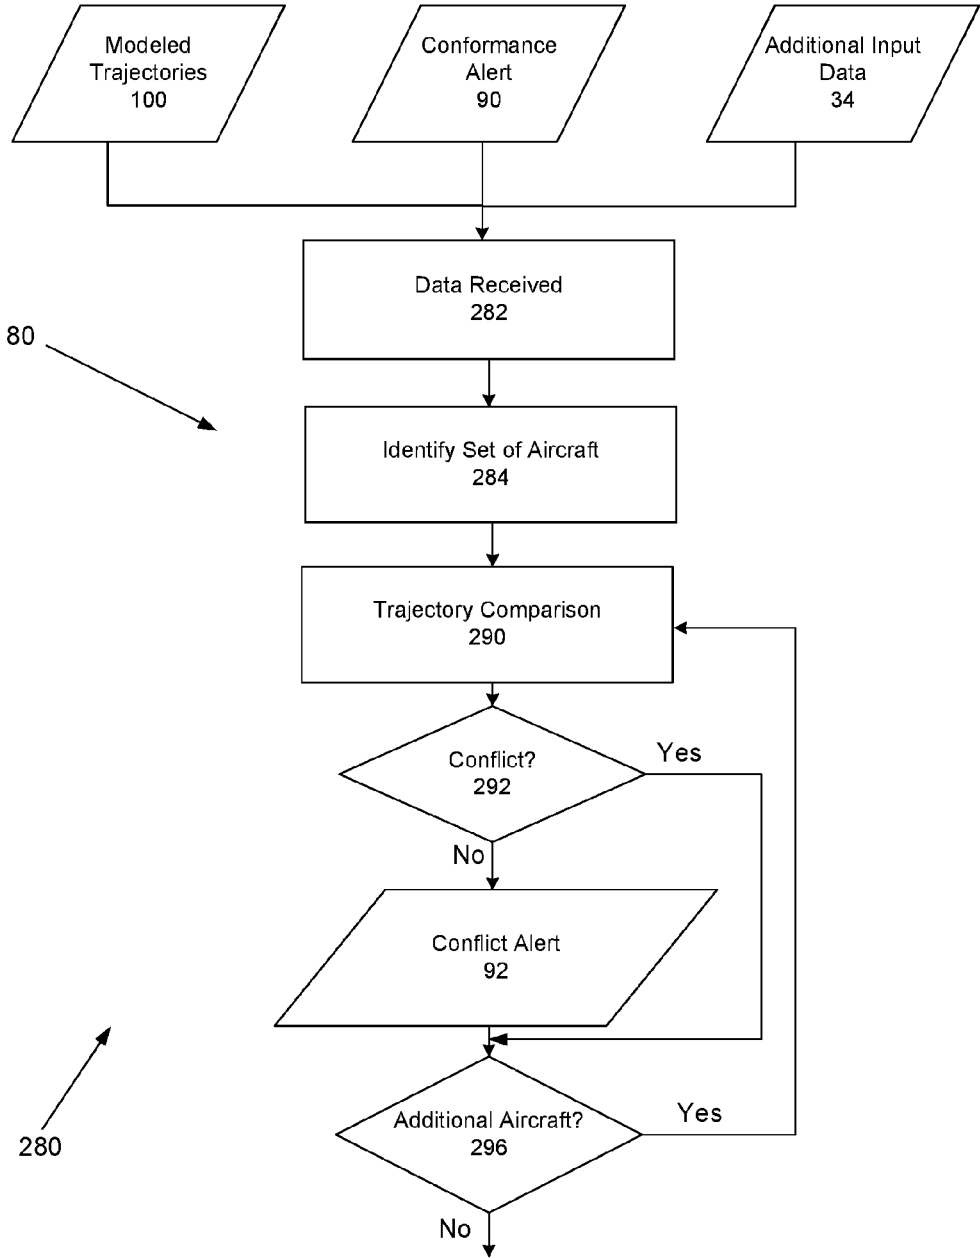 Modeled
Trajectories
100
Conformance
Alert
90
Additional Input
Data
34
Data Received
282
80
Identify Set of Aircraft
284
Trajectory Comparison
290
Conflict?
292
Yes
No
Conflict Alert
92
280
Additional Aircraft?
296
Yes
No